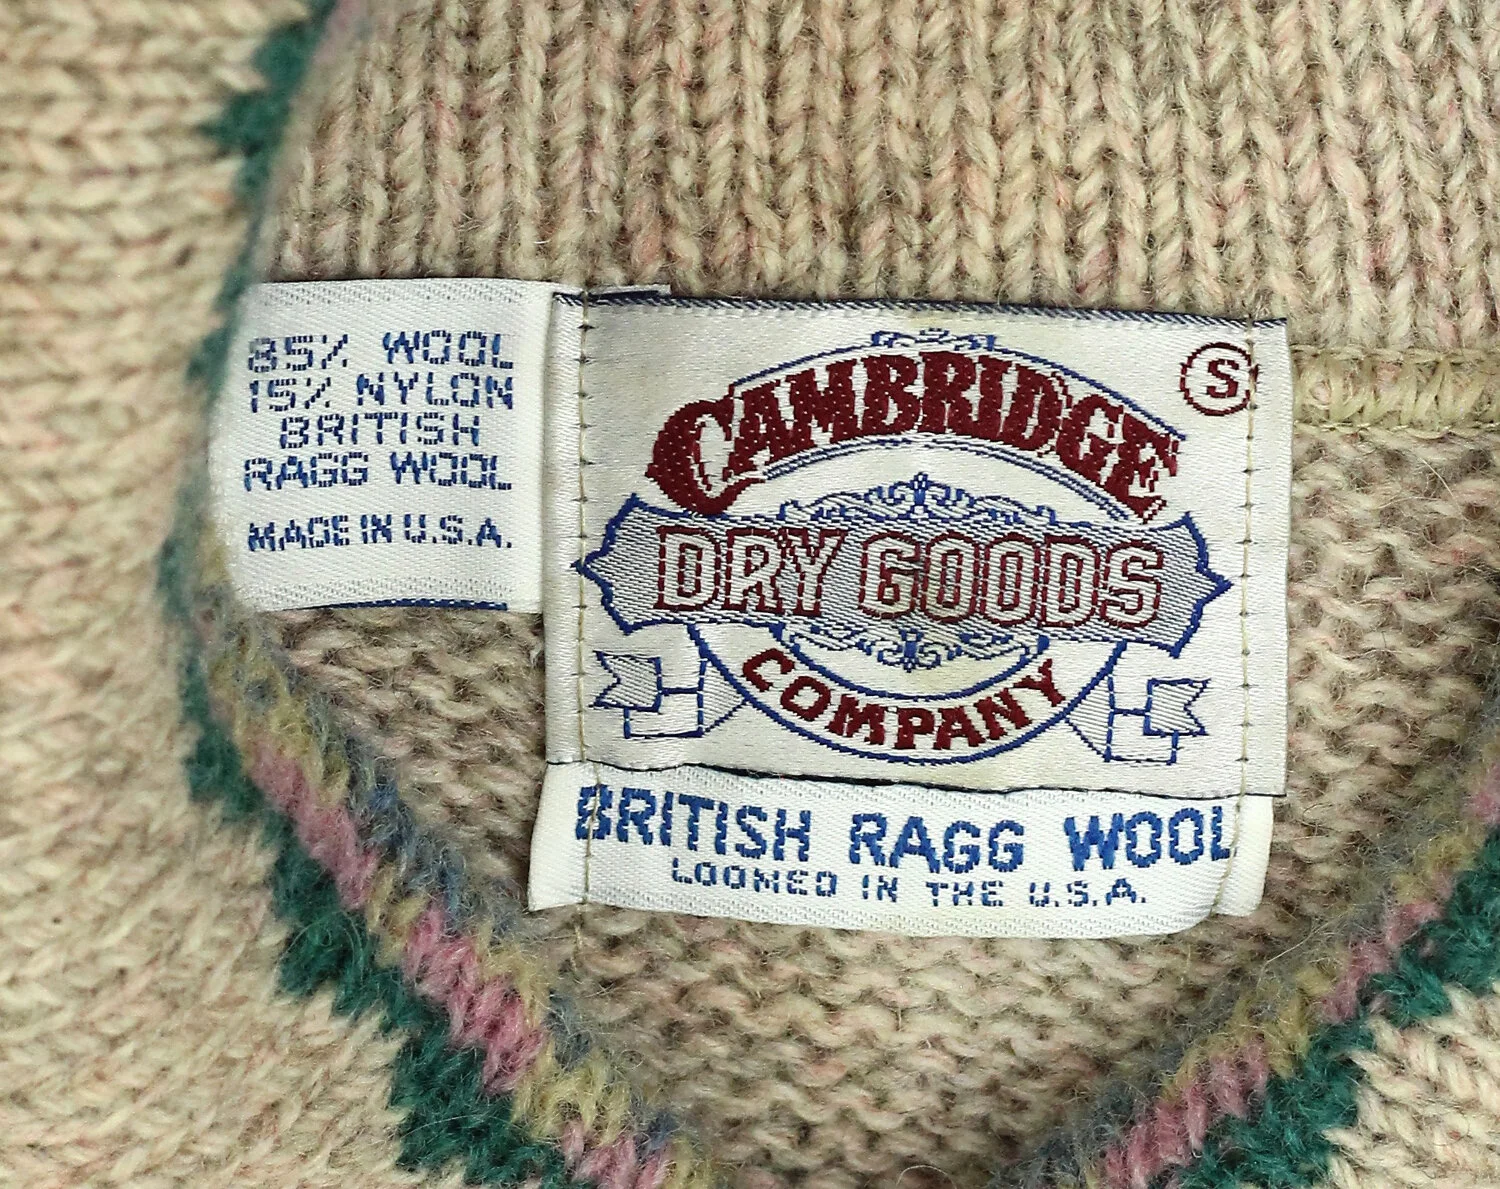 85% WOOL
15% NYLON
BRITISH
RAGG WOOL
MADE IN U.S.A.
S
CAMBRIDGE
DRY GOODS
COMPANY
BRITISH RAGG WOOL
LOOMED IN THE U.S.A.